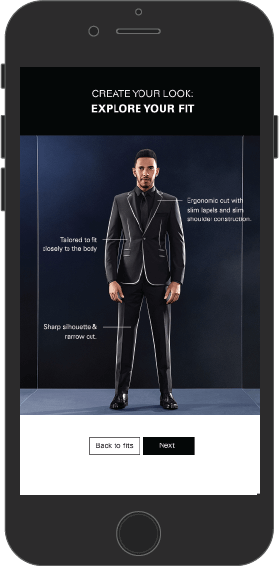 CREATE YOUR LOOK:
EXPLORE YOUR FIT
Ergonomic cut with
slim lapels and slim
shoulder construction.
Tailored to fit
closely to the body
Sharp silhouette &
narrow cut.
Back to fits
Next